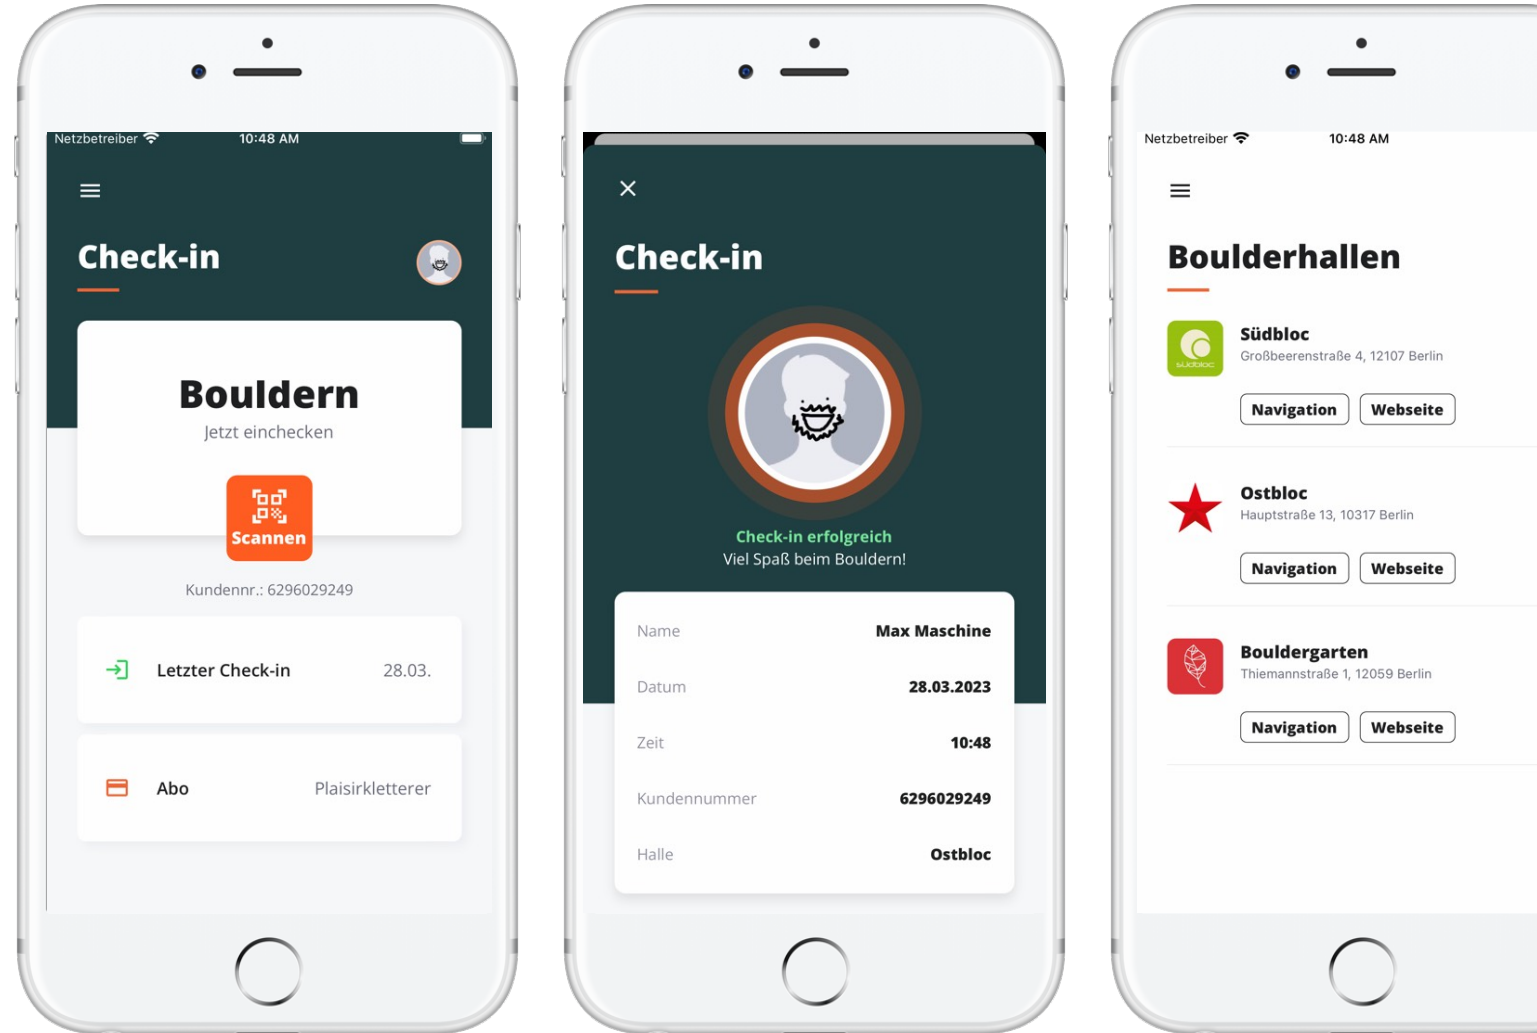 Netzbetreiber 10:48 AM
Check-in
Bouldern
Jetzt einchecken
Scannen
Kundennr.: 6296029249
Letzter Check-in 28.03.
Abo Plaisirkletterer
Check-in
Check-in erfolgreich
Viel Spaß beim Bouldern!
Name Max Maschine
Datum 28.03.2023
Zeit 10:48
Kundennummer 6296029249
Halle Ostbloc
Netzbetreiber 10:48 AM
Boulderhallen
SÜDBLOC
Südbloc
Großbeerenstraße 4, 12107 Berlin
Navigation Webseite
Ostbloc
Hauptstraße 13, 10317 Berlin
Navigation Webseite
Bouldergarten
Thiemannstraße 1, 12059 Berlin
Navigation Webseite